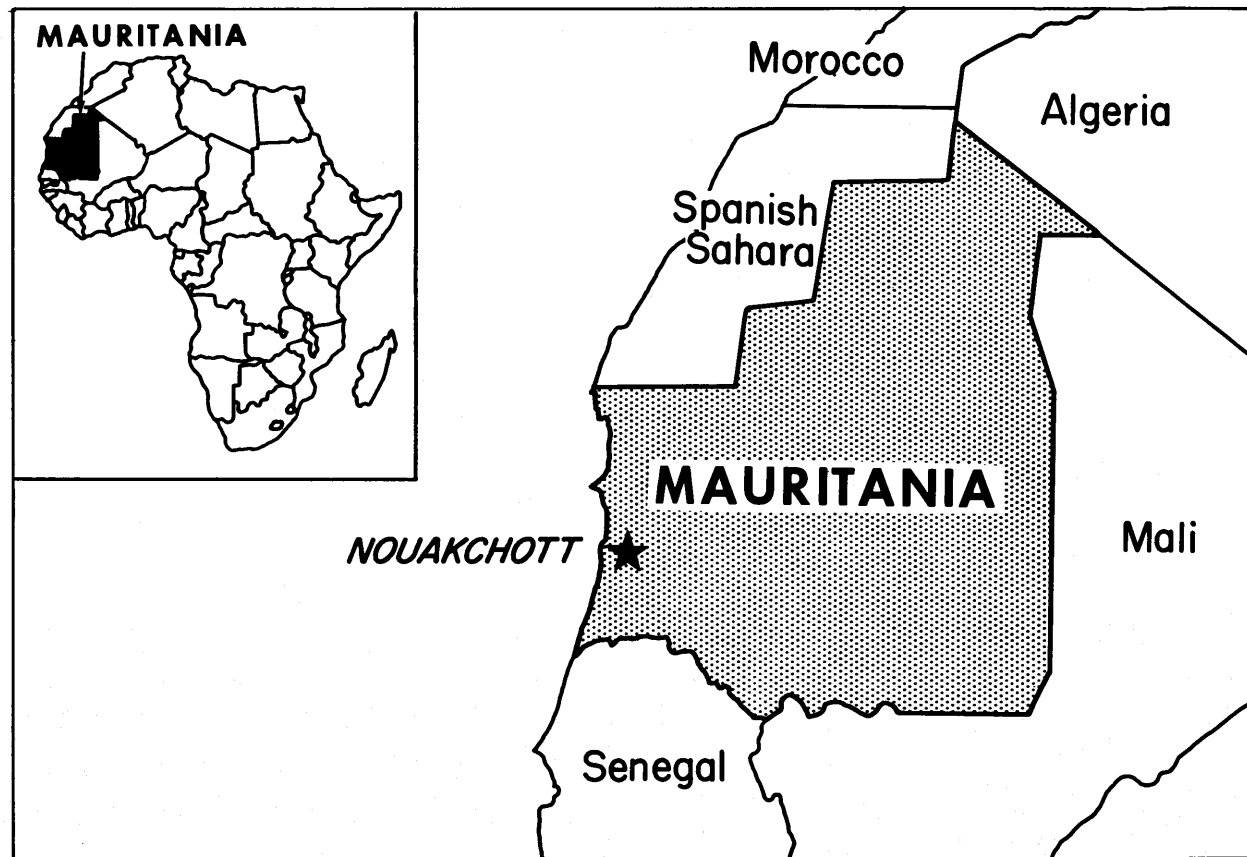 MAURITANIA
Morocco
Algeria
Spanish
Sahara
MAURITANIA
NOUAKCHOTT
Mali
Senegal